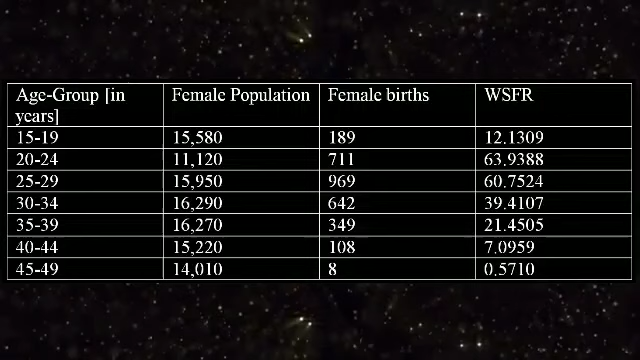 Age-Group [in years] Female Population Female births WSFR
15-19 15,580 189 12.1309
20-24 11,120 711 63.9388
25-29 15,950 969 60.7524
30-34 16,290 642 39.4107
35-39 16,270 349 21.4505
40-44 15,220 108 7.0959
45-49 14,010 8 0.5710